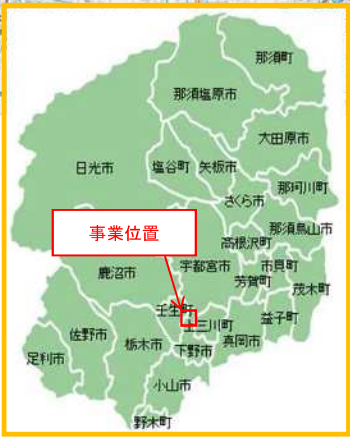 那須町
那須塩原市
大田原市
日光市
塩谷町
矢板市
那珂川町
さくら市
事業位置
那須烏山市
高根沢町
鹿沼市
宇都宮市
市貝町
芳賀町
茂木町
壬生町
上三川町
益子町
佐野市
栃木市
下野市
真岡市
足利市
小山市
野木町